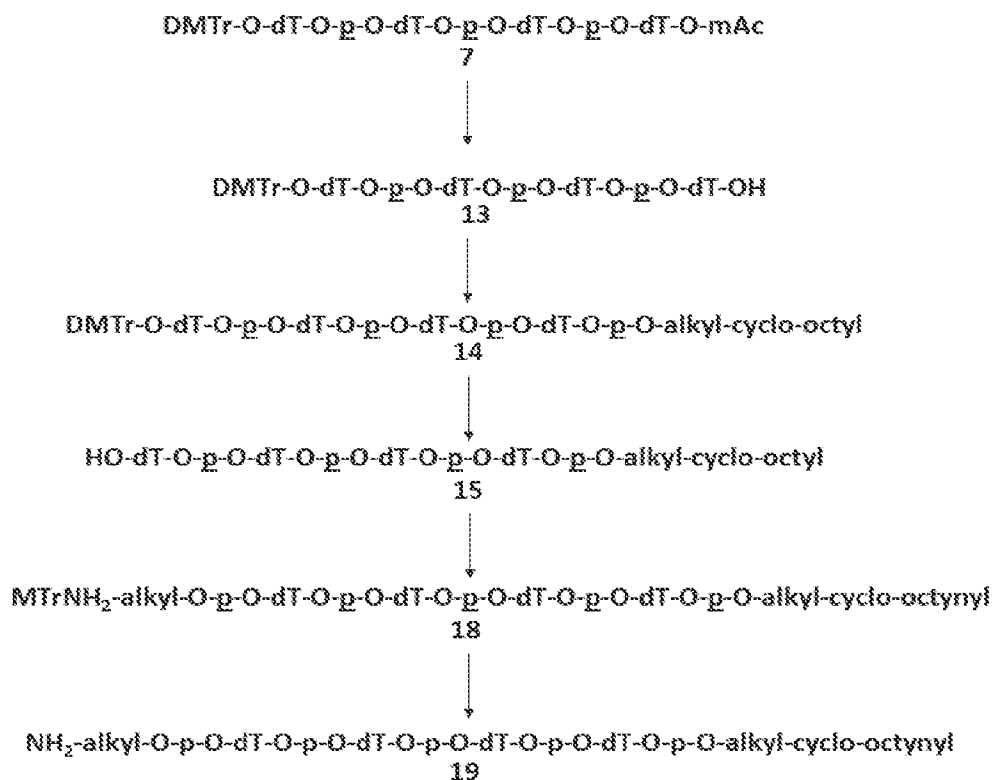 DMTr-O-dT-O-p-O-dT-O-p-O-dT-O-p-O-dT-O-mAc
7
DMTr-O-dT-O-p-O-dT-O-p-O-dT-O-p-O-dT-OH
13
DMTr-O-dT-O-p-O-dT-O-p-O-dT-O-p-O-dT-O-p-O-alkyl-cyclo-octyl
14
HO-dT-O-p-O-dT-O-p-O-dT-O-p-O-dT-O-p-O-alkyl-cyclo-octyl
15
MTrNH₂-alkyl-O-p-O-dT-O-p-O-dT-O-p-O-dT-O-p-O-dT-O-p-O-alkyl-cyclo-octynyl
18
NH₂-alkyl-O-p-O-dT-O-p-O-dT-O-p-O-dT-O-p-O-dT-O-p-O-alkyl-cyclo-octynyl
19